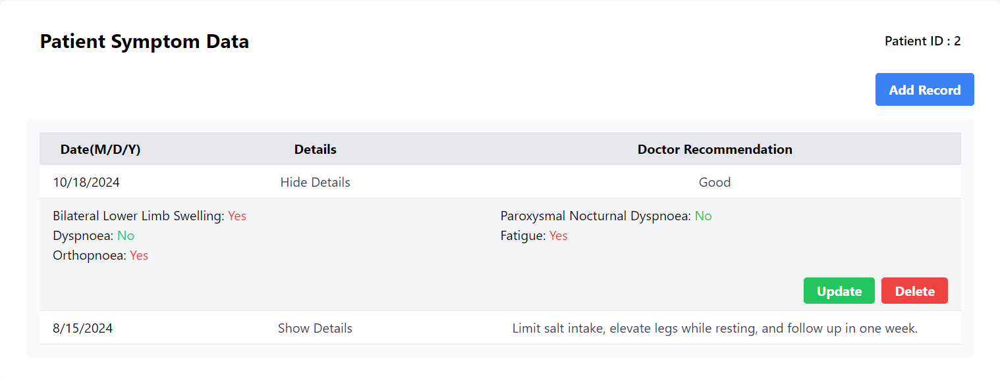 Patient Symptom Data
Patient ID : 2
Add Record
Date(M/D/Y) Details Doctor Recommendation
10/18/2024 Hide Details Good
Bilateral Lower Limb Swelling: Yes Paroxysmal Nocturnal Dyspnoea: No
Dyspnoea: No Fatigue: Yes
Orthopnoea: Yes
Update Delete
8/15/2024 Show Details Limit salt intake, elevate legs while resting, and follow up in one week.